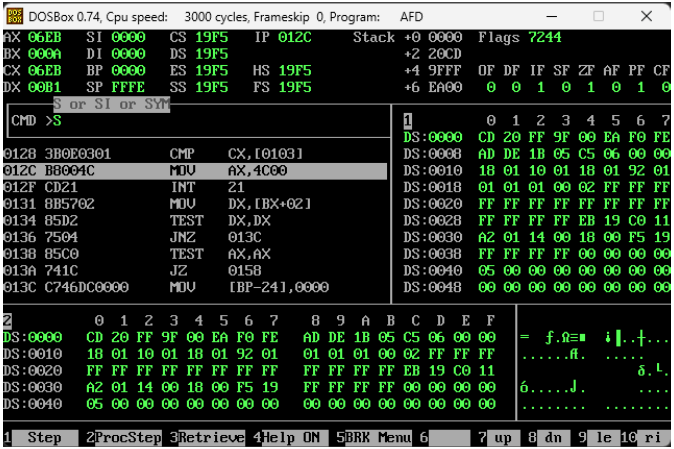 DOSBox 0.74, Cpu speed: 3000 cycles, Frameskip 0, Program: AFD
AX 06EB SI 0000 CS 19F5 IP 012C Stack +0 0000 Flags 7244
BX 000A DI 0000 DS 19F5 +2 20CD
CX 06EB BP 0000 ES 19F5 HS 19F5 +4 9FFF OF DF IF SF ZF AF PF CF
DX 00B1 SP FFFE SS 19F5 FS 19F5 +6 EA00 0 0 1 0 1 0 1 0
S or SI or SYM
CMD >S
1 0 1 2 3 4 5 6 7
DS:0000 CD 20 FF 9F 00 EA F0 FE
0128 3B0E0301 CMP CX,[0103] DS:0008 AD DE 1B 05 C5 06 00 00
012C B8004C MOV AX,4C00 DS:0010 18 01 10 01 18 01 92 01
012F CD21 INT 21 DS:0018 01 01 01 00 02 FF FF FF
0131 8B5702 MOV DX,[BX+02] DS:0020 FF FF FF FF FF FF FF FF
0134 85D2 TEST DX,DX DS:0028 FF FF FF FF EB 19 C0 11
0136 7504 JNZ 013C DS:0030 A2 01 14 00 18 00 F5 19
0138 85C0 TEST AX,AX DS:0038 FF FF FF FF 00 00 00 00
013A 741C JZ 0158 DS:0040 05 00 00 00 00 00 00 00
013C C746DC0000 MOV [BP-24],0000 DS:0048 00 00 00 00 00 00 00 00
2 0 1 2 3 4 5 6 7 8 9 A B C D E F
DS:0000 CD 20 FF 9F 00 EA F0 FE AD DE 1B 05 C5 06 00 00 = ƒ.Ω≡■ ¡▐..┼...
DS:0010 18 01 10 01 18 01 92 01 01 01 01 00 02 FF FF FF ......Æ. .....
DS:0020 FF FF FF FF FF FF FF FF FF FF FF FF EB 19 C0 11 δ.└.
DS:0030 A2 01 14 00 18 00 F5 19 FF FF FF FF 00 00 00 00 ó.....⌡. ....
DS:0040 05 00 00 00 00 00 00 00 00 00 00 00 00 00 00 00 ........ ........
1 Step 2ProcStep 3Retrieve 4Help ON 5BRK Menu 6 7 up 8 dn 9 le 10 ri